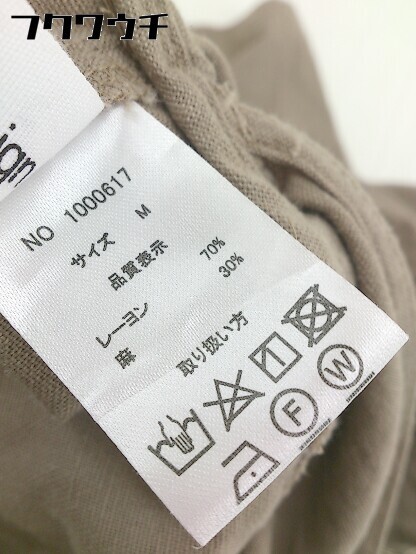 フクワウチ
NO 1000617
サイズ M
品質表示
レーヨン 70%
麻 30%
取り扱い方
F
W